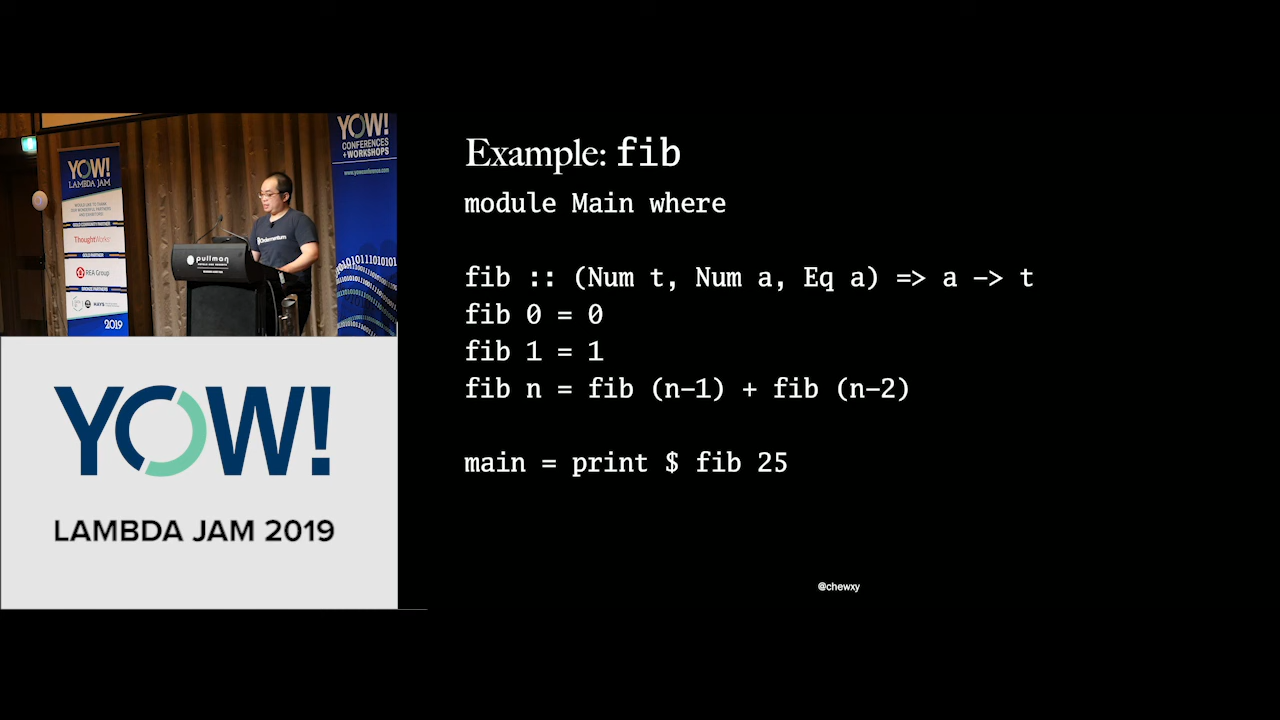 YOW!
LAMBDA JAM
ThoughtWorks
REA Group
HAYS
2019
YOW!
CONFERENCES
+WORKSHOPS
www.yowconference.com
pullman
YOW!
LAMBDA JAM 2019
Example: fib
module Main where
fib :: (Num t, Num a, Eq a) => a -> t
fib 0 = 0
fib 1 = 1
fib n = fib (n-1) + fib (n-2)
main = print $ fib 25
@chewxy